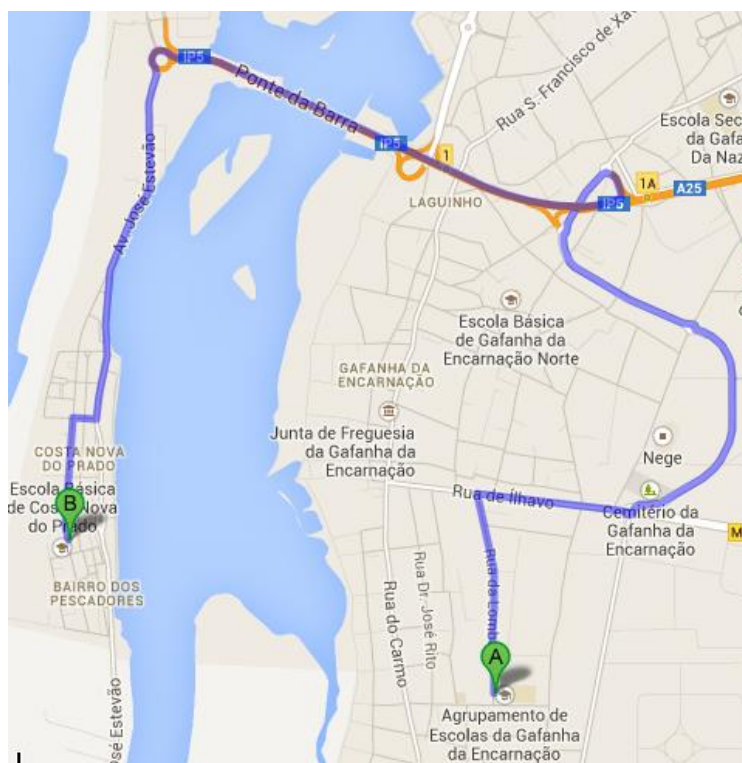 IP5
Ponte da Barra
IP5
1
Rua S. Francisco de Xa
Escola Sec
da Gafa
Da Naz
1A
A25
IP5
LAGUINHO
Av. José Estevão
Escola Básica
de Gafanha da
Encarnação Norte
GAFANHA DA
ENCARNAÇÃO
Junta de Freguesia
da Gafanha da
Encarnação
Nege
COSTA NOVA
DO PRADO
Escola Básica
de Costa Nova
do Prado
B
Rua de Ílhavo
Cemitério da
Gafanha da
Encarnação
M
BAIRRO DOS
PESCADORES
Rua do Carmo
Rua Dr. José Rito
Rua da Lomb
A
Agrupamento de
Escolas da Gafanha
da Encarnação
osé Estevão